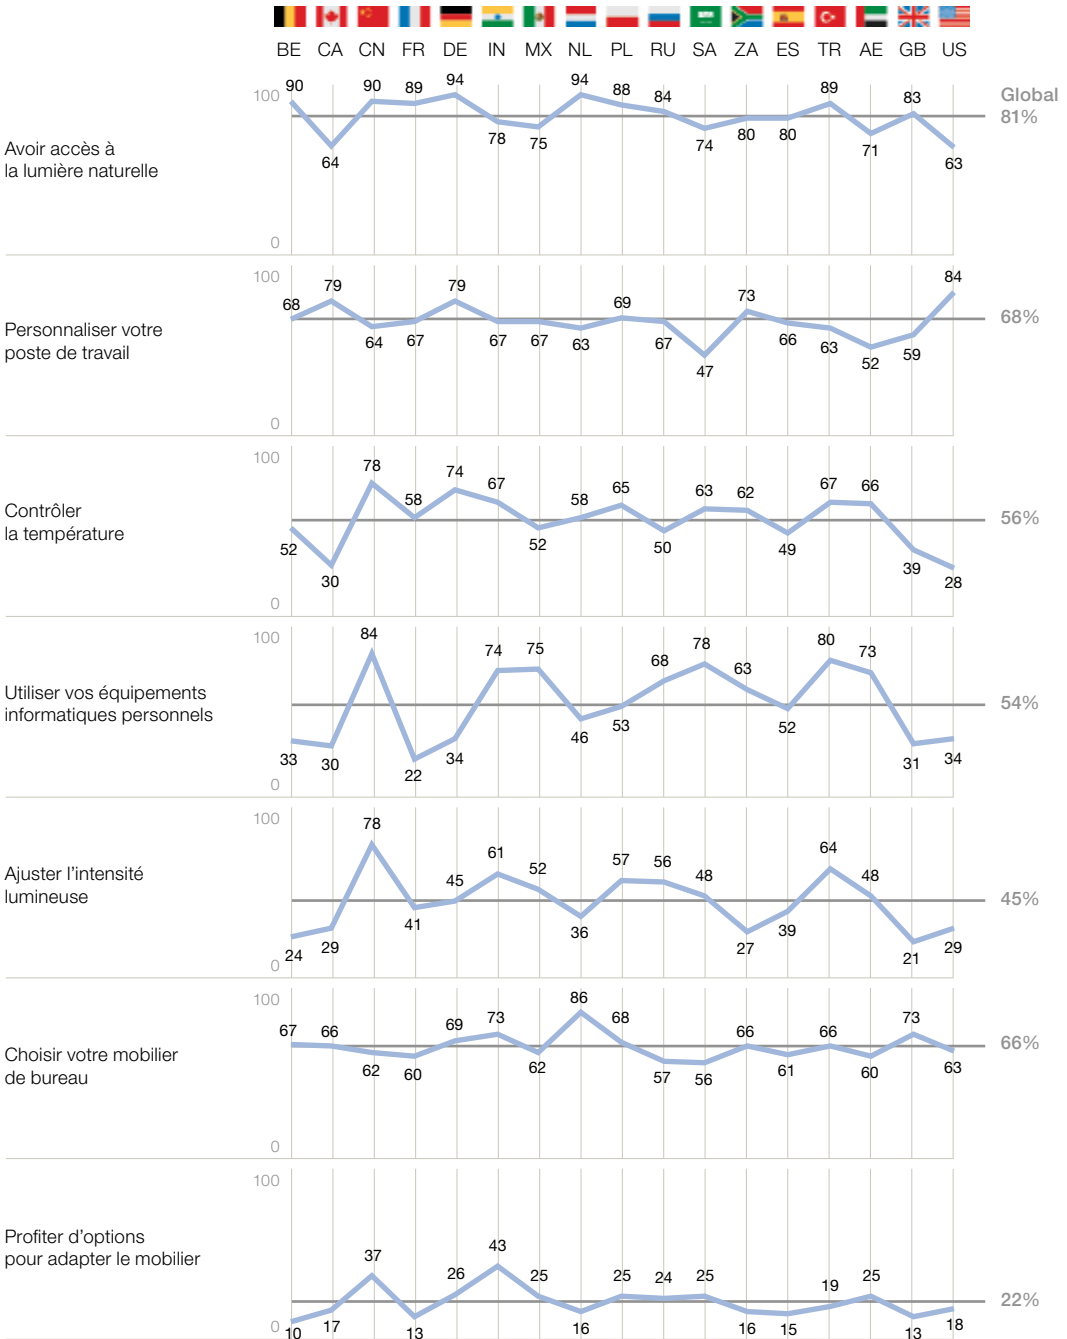 BE CA CN FR DE IN MX NL PL RU SA ZA ES TR AE GB US
Avoir accès à
la lumière naturelle
100
0
90 64 90 89 94 78 75 94 88 84 74 80 80 89 71 83 63
Global
81%
Personnaliser votre
poste de travail
100
0
68 79 64 67 79 67 67 63 69 67 47 73 66 63 52 59 84
68%
Contrôler
la température
100
0
52 30 78 58 74 67 52 58 65 50 63 62 49 67 66 39 28
56%
Utiliser vos équipements
informatiques personnels
100
0
33 30 84 22 34 74 75 46 53 68 78 63 52 80 73 31 34
54%
Ajuster l’intensité
lumineuse
100
0
24 29 78 41 45 61 52 36 57 56 48 27 39 64 48 21 29
45%
Choisir votre mobilier
de bureau
100
0
67 66 62 60 69 73 62 86 68 57 56 66 61 66 60 73 63
66%
Profiter d’options
pour adapter le mobilier
100
0
10 17 37 13 26 43 25 16 25 24 25 16 15 19 25 13 18
22%